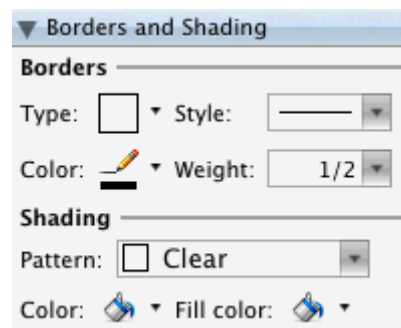 Borders and Shading
Borders
Type: Style:
Color: Weight: 1/2
Shading
Pattern: Clear
Color: Fill color: